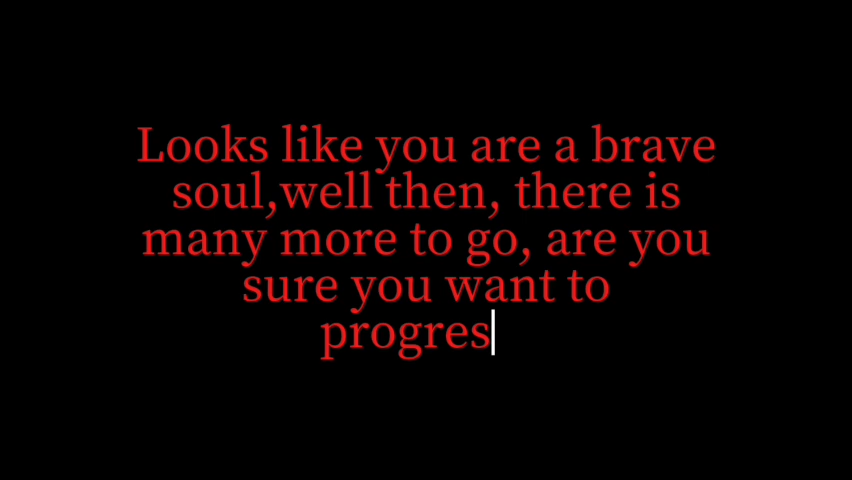 Looks like you are a brave
soul,well then, there is
many more to go, are you
sure you want to
progres